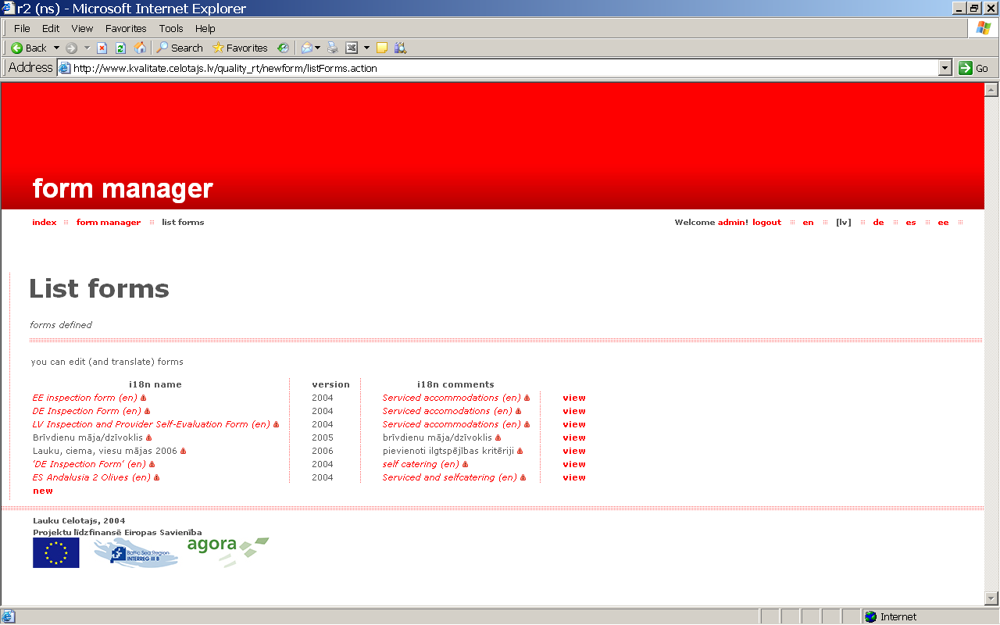 r2 (ns) - Microsoft Internet Explorer
File Edit View Favorites Tools Help
Back Search Favorites
Address http://www.kvalitate.celotajs.lv/quality_rt/newform/listForms.action Go
form manager
index form manager list forms Welcome admin! logout en [lv] de es ee
List forms
forms defined
you can edit (and translate) forms
i18n name version i18n comments
EE inspection form (en) 2004 Serviced accommodations (en) view
DE Inspection Form (en) 2004 Serviced accomodations (en) view
LV Inspection and Provider Self-Evaluation Form (en) 2004 Serviced accommodations (en) view
Brīvdienu māja/dzīvoklis 2005 brīvdienu māja/dzīvoklis view
Lauku, ciema, viesu mājas 2006 2006 pievienoti ilgtspējības kritēriji view
'DE Inspection Form' (en) 2004 self catering (en) view
ES Andalusia 2 Olives (en) 2004 Serviced and selfcatering (en) view
new
Lauku Celotajs, 2004
Projektu līdzfinansē Eiropas Savienība
Baltic Sea Region
INTERREG III B
agora
Internet